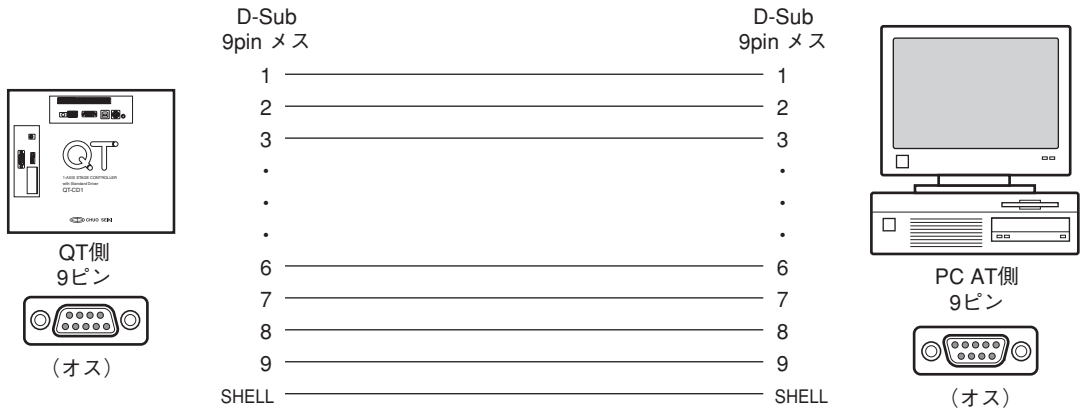 D-Sub
9pin メス
D-Sub
9pin メス
1 1
2 2
3 3
・ ・
・ ・
・ ・
6 6
7 7
8 8
9 9
SHELL SHELL
QT
1-AXIS STAGE CONTROLLER
with Standard Driver
QT-CD1
CHUO SEIKI
QT側
9ピン
（オス）
PC AT側
9ピン
（オス）